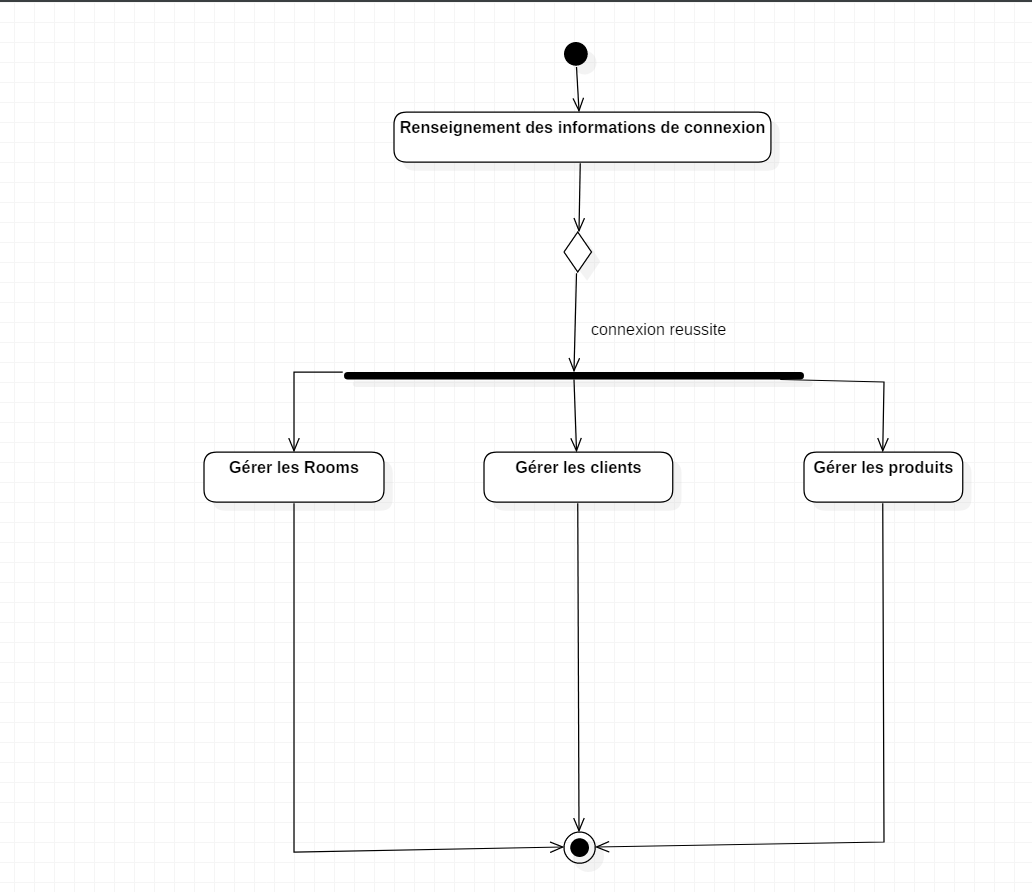 Renseignement des informations de connexion
connexion reussite
Gérer les Rooms
Gérer les clients
Gérer les produits